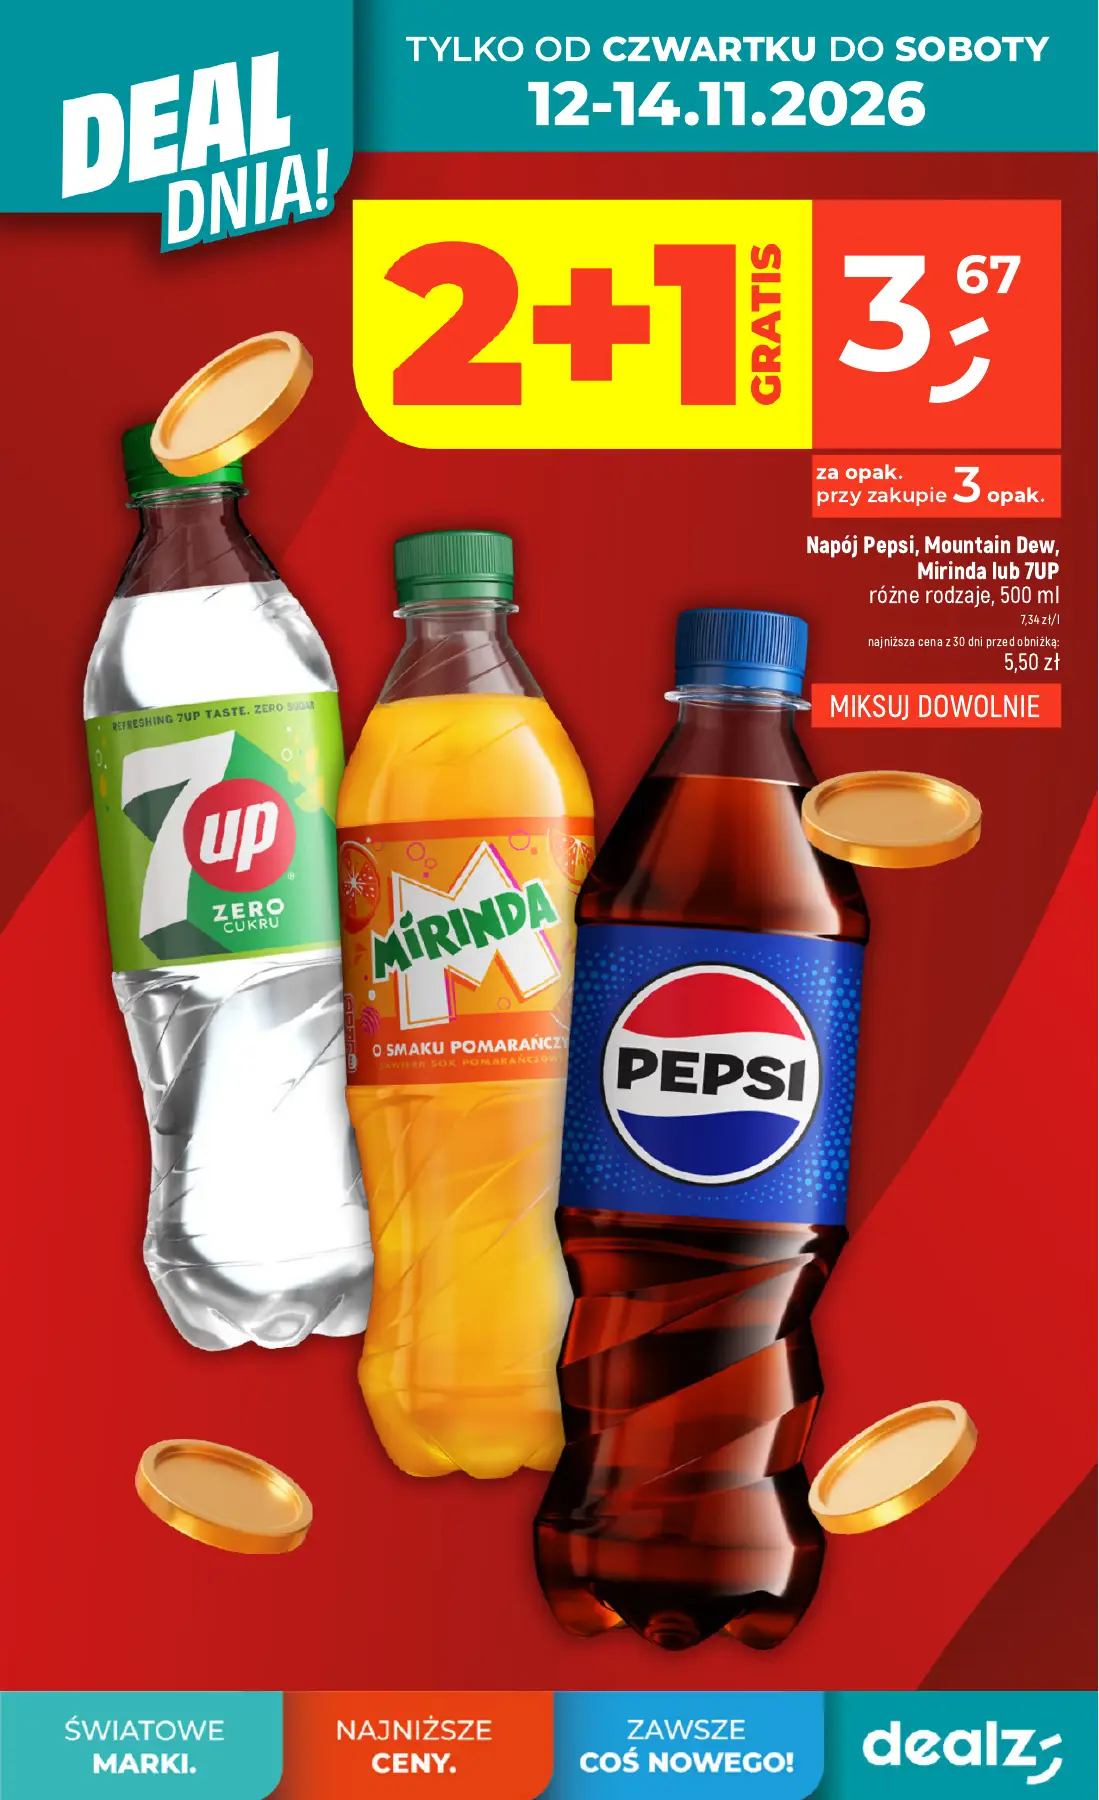 DEAL
DNIA!
TYLKO OD CZWARTKU DO SOBOTY
12-14.11.2026
2+1
GRATIS
3,67
za opak.
przy zakupie 3 opak.
Napój Pepsi, Mountain Dew,
Mirinda lub 7UP
różne rodzaje, 500 ml
7,34 zł/l
najniższa cena z 30 dni przed obniżką:
5,50 zł
MIKSUJ DOWOLNIE
REFRESHING 7UP TASTE. ZERO SUGAR
7up
ZERO
CUKRU
MIRINDA
O SMAKU POMARAŃCZY
ZAWIERA SOK POMARAŃCZOWY
PEPSI
ŚWIATOWE
MARKI.
NAJNIŻSZE
CENY.
ZAWSZE
COŚ NOWEGO!
dealz